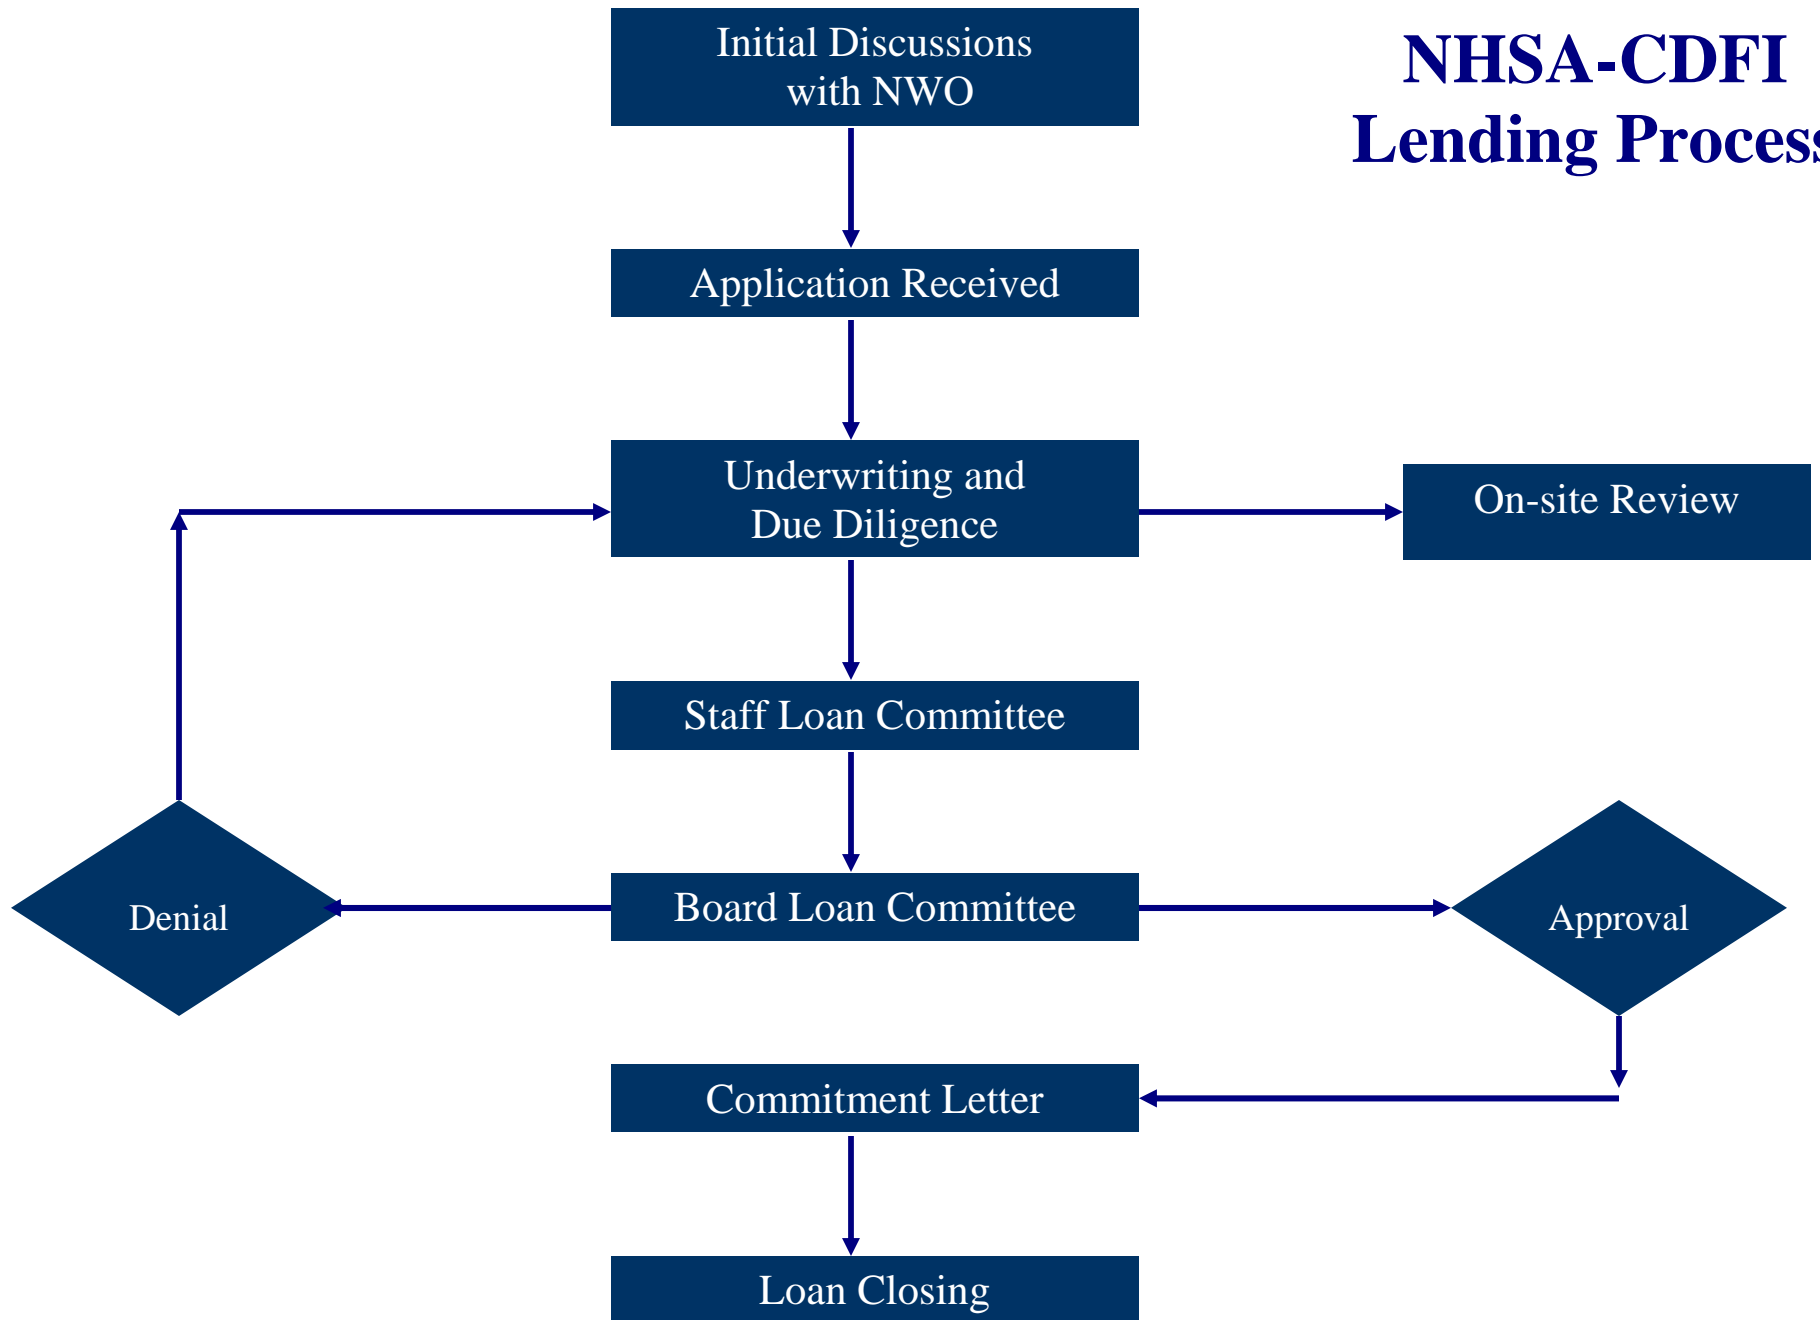 NHSA-CDFI
Lending Process
Initial Discussions
with NWO
Application Received
Underwriting and
Due Diligence
On-site Review
Staff Loan Committee
Denial
Board Loan Committee
Approval
Commitment Letter
Loan Closing